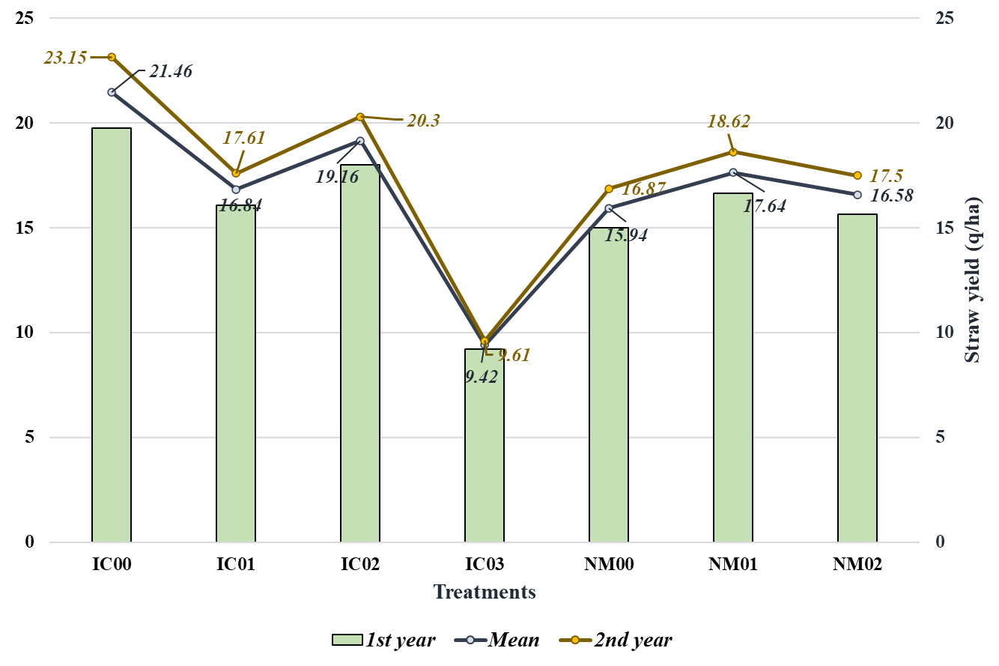 25 25
23.15 21.46
20 17.61 20.3 18.62 20
16.84 19.16 16.87 17.64 17.5
16.58
15 15.94 15
10 9.61 10
9.42
5 5
0 0
IC00 IC01 IC02 IC03 NM00 NM01 NM02
Treatments
Straw yield (q/ha)
1st year Mean 2nd year